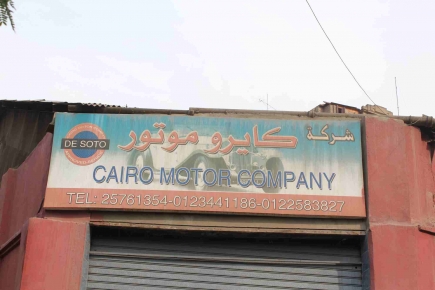 شركة كايرو موتور
DE SOTO
CAIRO MOTOR COMPANY
TEL: 25761354-0123441186-0122583827